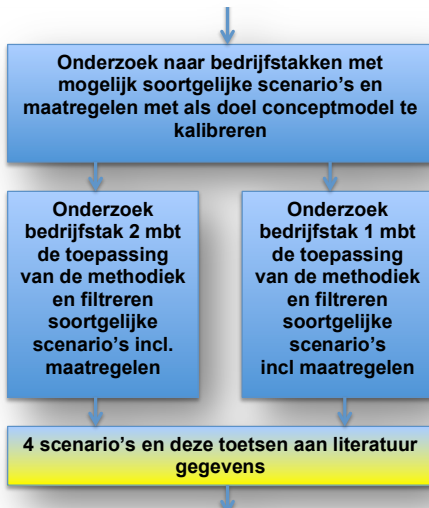 Onderzoek naar bedrijfstakken met
mogelijk soortgelijke scenario's en
maatregelen met als doel conceptmodel te
kalibreren
Onderzoek
bedrijfstak 2 mbt
de toepassing
van de methodiek
en filtreren
soortgelijke
scenario's incl.
maatregelen
Onderzoek
bedrijfstak 1 mbt
de toepassing
van de methodiek
en filtreren
soortgelijke
scenario's
incl maatregelen
4 scenario's en deze toetsen aan literatuur
gegevens